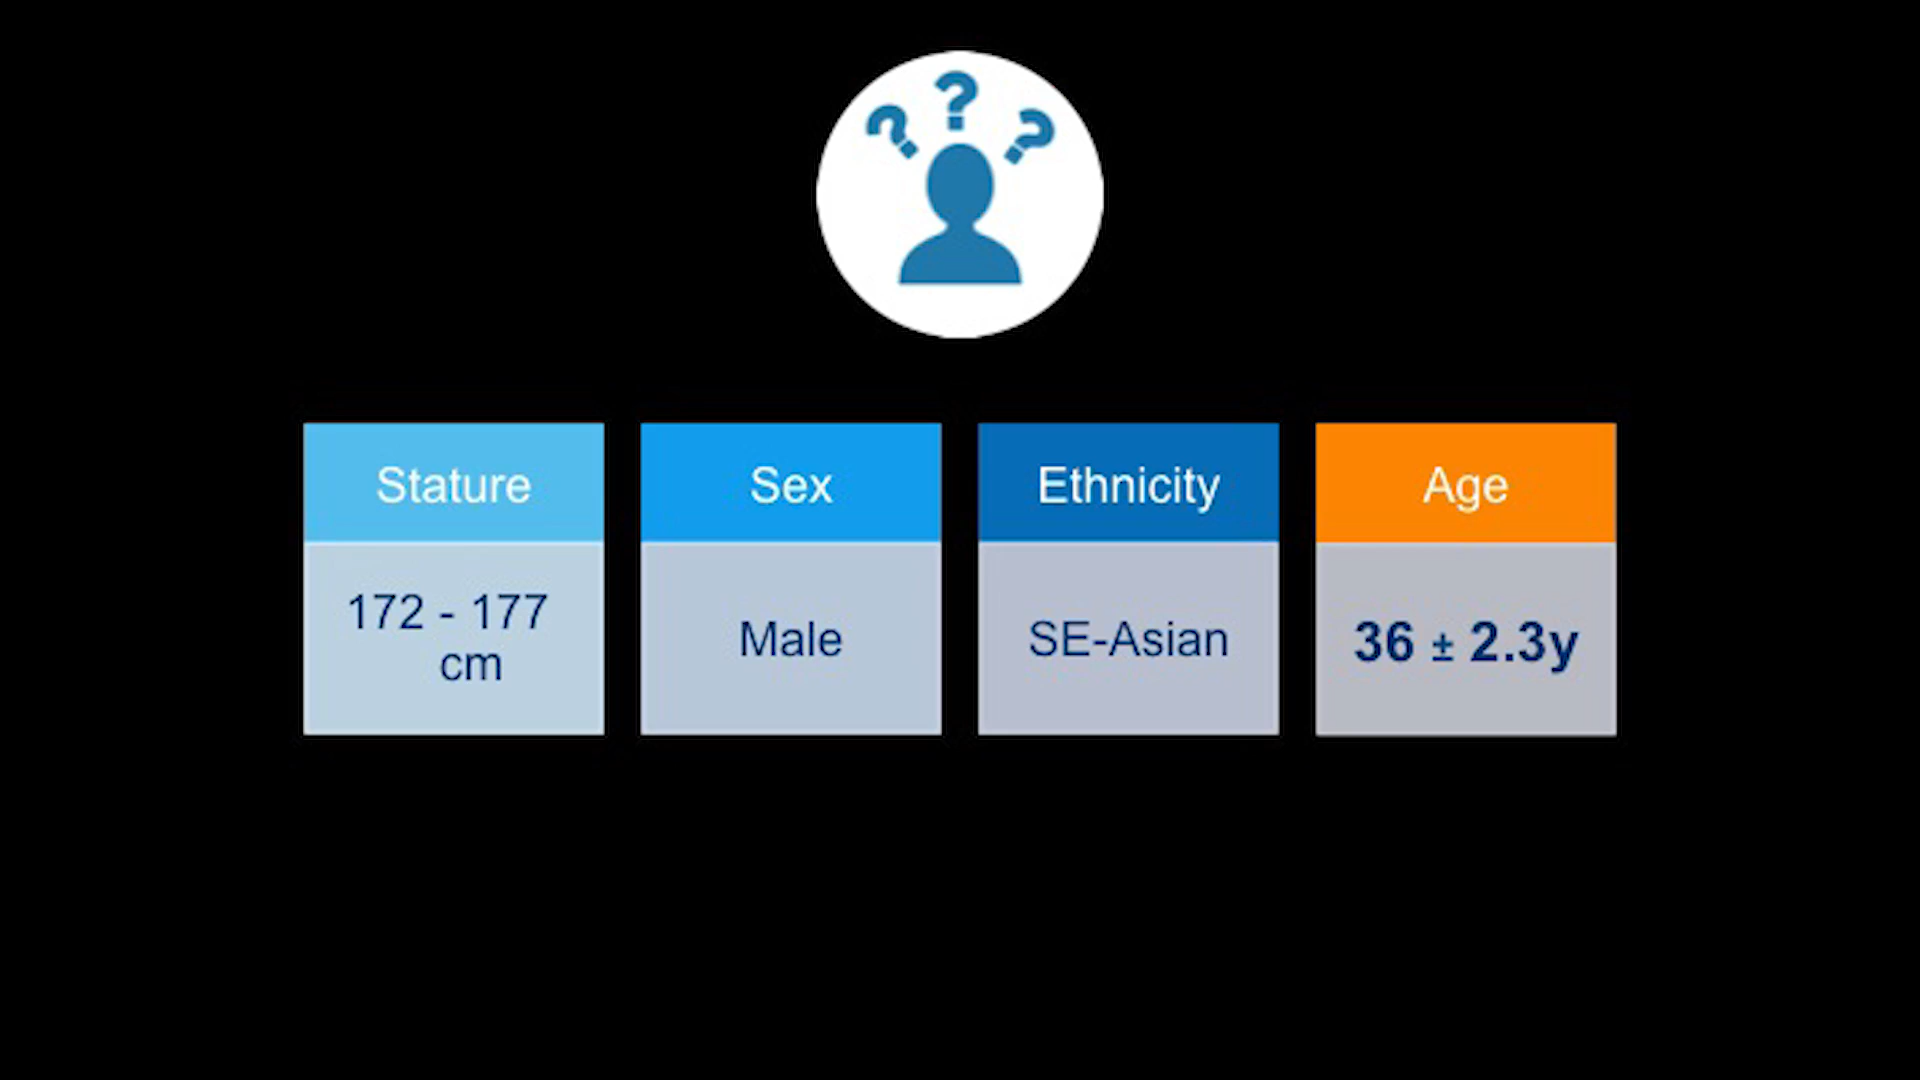 ? ? ?
Stature
172 - 177
cm
Sex
Male
Ethnicity
SE-Asian
Age
36 ± 2.3y